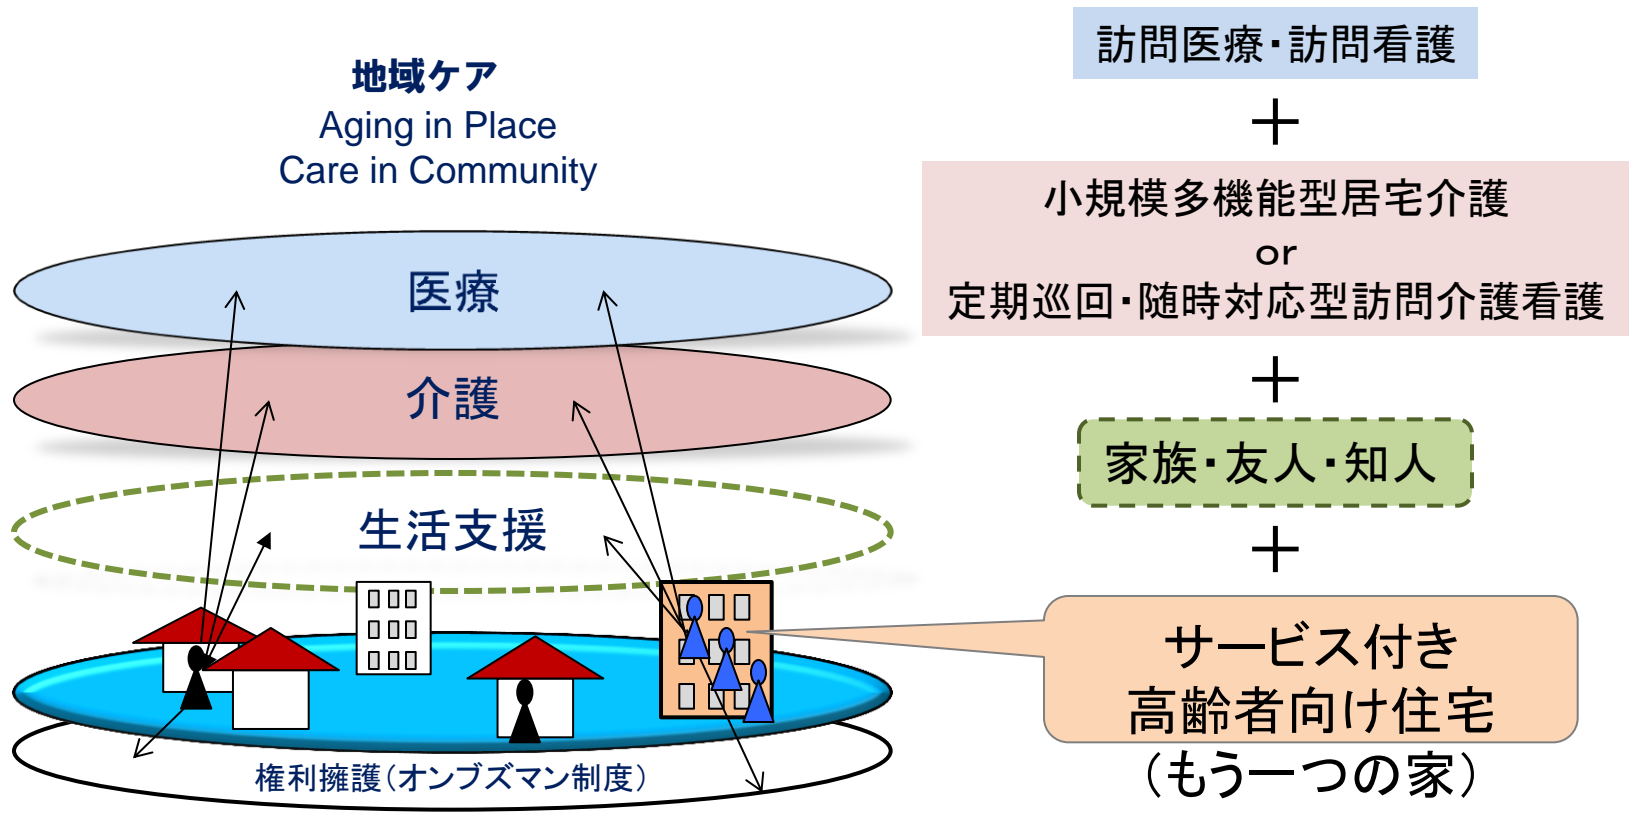 地域ケア
Aging in Place
Care in Community
医療
介護
生活支援
権利擁護（オンブズマン制度）
訪問医療・訪問看護
＋
小規模多機能型居宅介護
or
定期巡回・随時対応型訪問介護看護
＋
家族・友人・知人
＋
サービス付き
高齢者向け住宅
（もう一つの家）